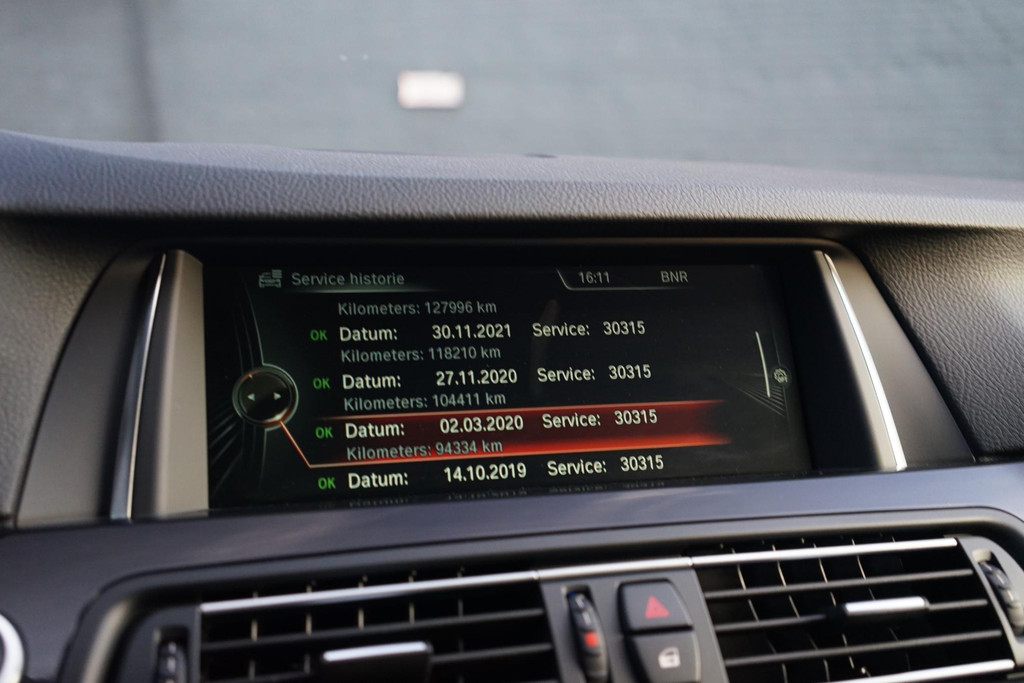 Service historie 16:11 BNR
Kilometers: 127996 km
OK Datum: 30.11.2021 Service: 30315
Kilometers: 118210 km
OK Datum: 27.11.2020 Service: 30315
Kilometers: 104411 km
OK Datum: 02.03.2020 Service: 30315
Kilometers: 94334 km
OK Datum: 14.10.2019 Service: 30315